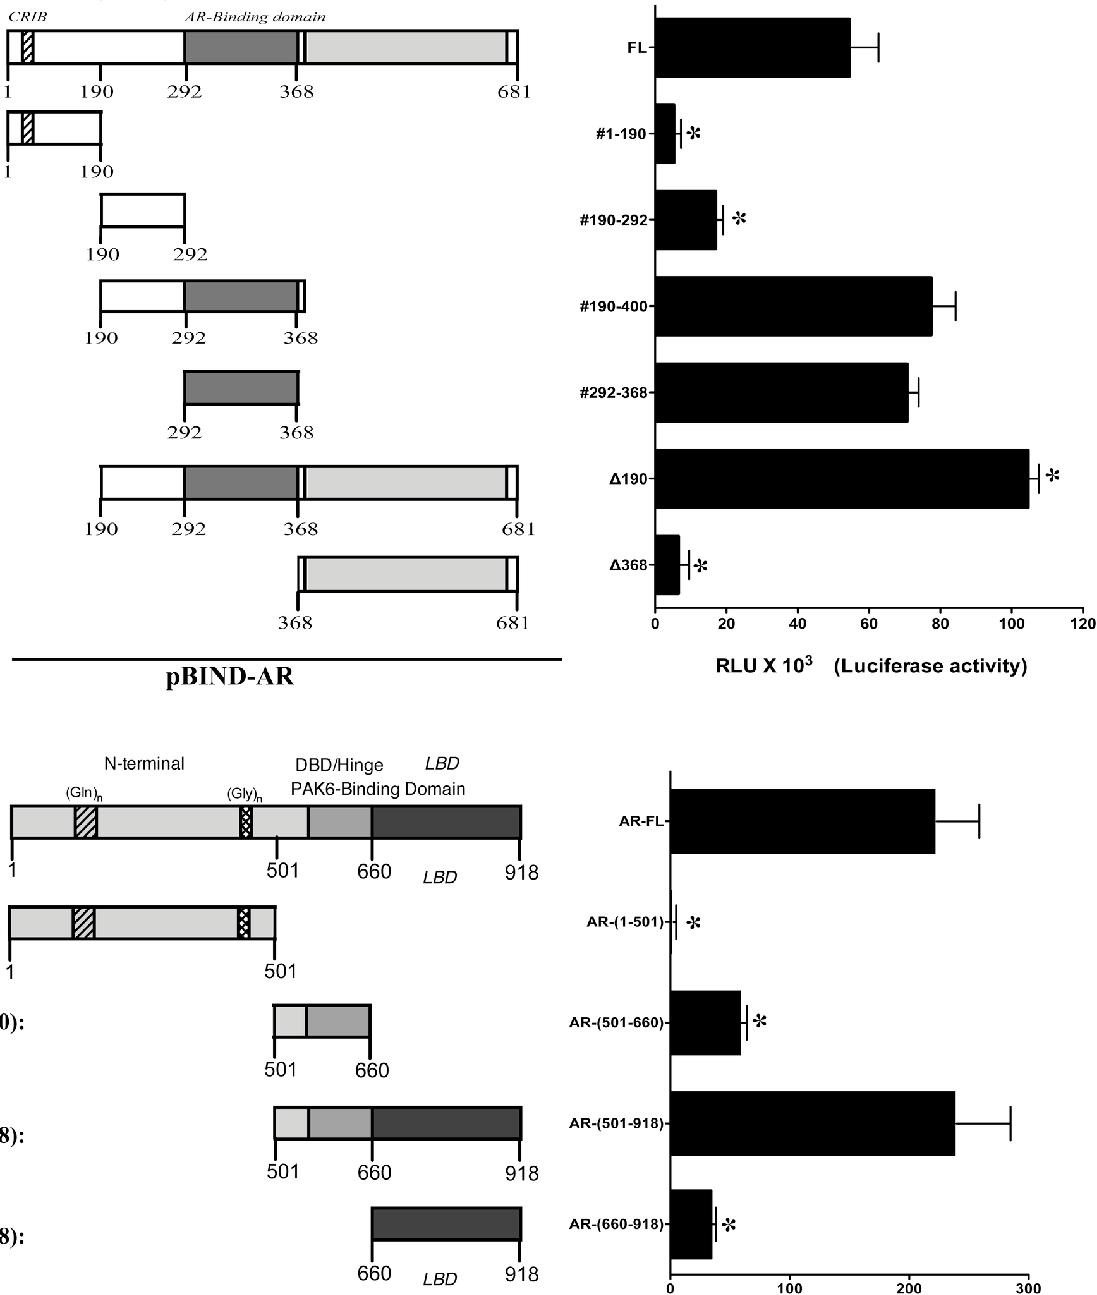 CRIB AR-Binding domain
1 190 292 368 681
1 190
190 292
190 292 368
292 368
190 292 368 681
368 681
FL
#1-190 *
#190-292 *
#190-400
#292-368
Δ190 *
Δ368 *
0 20 40 60 80 100 120
RLU X 10³ (Luciferase activity)
pBIND-AR
N-terminal DBD/Hinge LBD
(Gln)n (Gly)n PAK6-Binding Domain
1 501 660 LBD 918
1 501
0):
501 660
8):
501 660 918
8):
660 LBD 918
AR-FL
AR-(1-501) *
AR-(501-660) *
AR-(501-918)
AR-(660-918) *
0 100 200 300